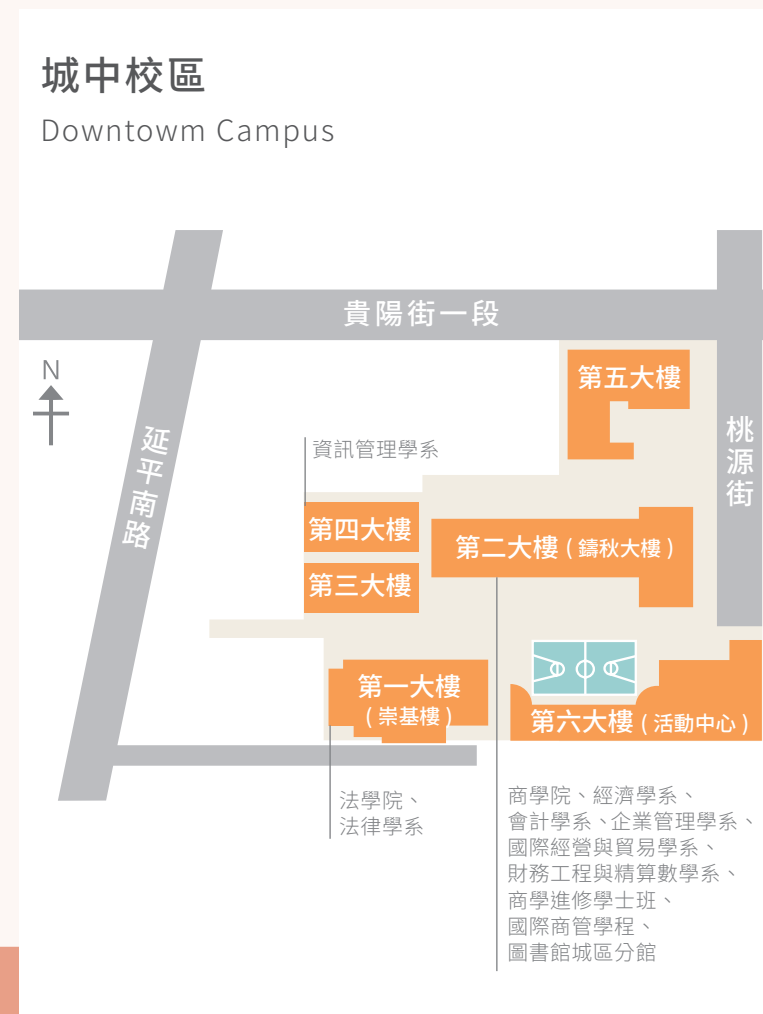 城中校區
Downtowm Campus
貴陽街一段
N
延平南路
桃源街
第五大樓
資訊管理學系
第四大樓
第二大樓 ( 鑄秋大樓 )
第三大樓
第一大樓
( 崇基樓 )
第六大樓 ( 活動中心 )
法學院、
法律學系
商學院、經濟學系、
會計學系、企業管理學系、
國際經營與貿易學系、
財務工程與精算數學系、
商學進修學士班、
國際商管學程、
圖書館城區分館